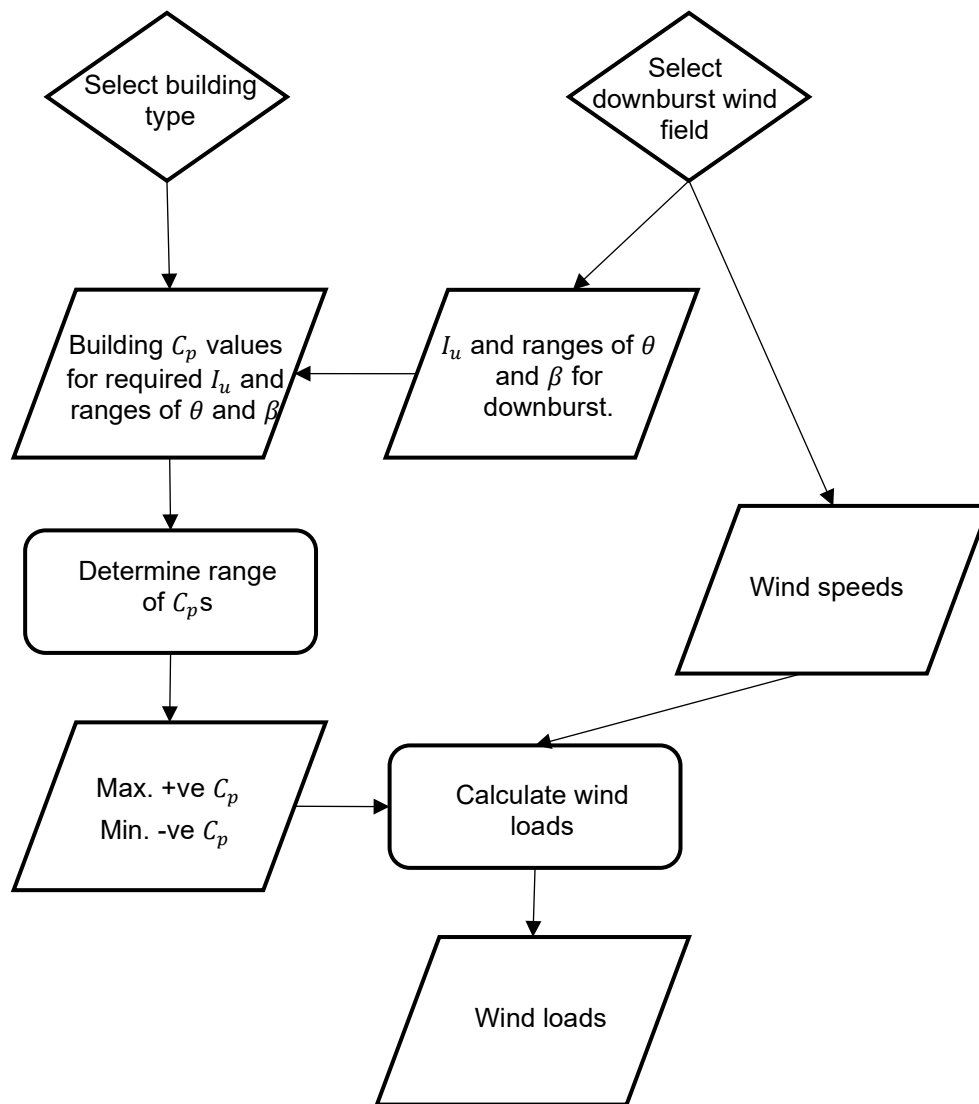 Select building
type
Select
downburst wind
field
Building 𝐶𝑝 values
for required 𝐼𝑢 and
ranges of 𝜃 and 𝛽
𝐼𝑢 and ranges of 𝜃
and 𝛽 for
downburst.
Determine range
of 𝐶𝑝s
Wind speeds
Max. +ve 𝐶𝑝
Min. -ve 𝐶𝑝
Calculate wind
loads
Wind loads